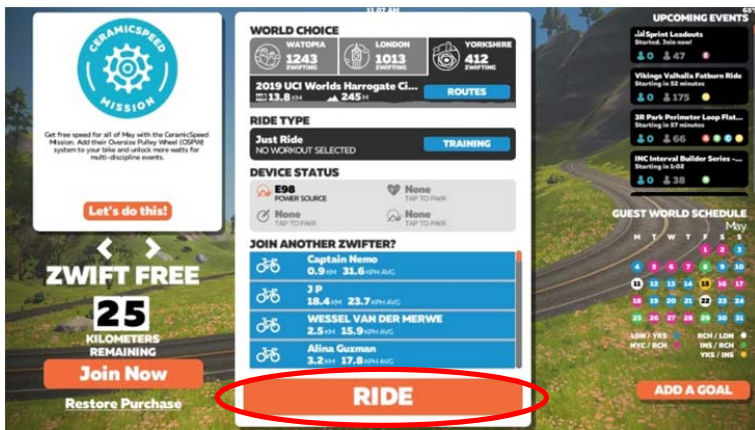 11:07 AM
65°
CERAMICSPEED
MISSION
Get free speed for all of May with the CeramicSpeed
Mission. Add their Oversize Pulley Wheel (OSPW)
system to your bike and unlock more watts for
multi-discipline events.
Let's do this!
ZWIFT FREE
25
KILOMETERS
REMAINING
Join Now
Restore Purchase
WORLD CHOICE
WATOPIA
1243
ZWIFTING
LONDON
1013
ZWIFTING
YORKSHIRE
412
ZWIFTING
2019 UCI Worlds Harrogate Ci...
13.8 KM 245 M
ROUTES
RIDE TYPE
Just Ride
NO WORKOUT SELECTED
TRAINING
DEVICE STATUS
E98
POWER SOURCE
None
TAP TO PAIR
None
TAP TO PAIR
None
TAP TO PAIR
JOIN ANOTHER ZWIFTER?
Captain Nemo
0.9 KM 31.6 KPH AVG
J P
18.4 KM 23.7 KPH AVG
WESSEL VAN DER MERWE
2.5 KM 15.9 KPH AVG
Alina Guzman
3.2 KM 17.8 KPH AVG
RIDE
UPCOMING EVENTS
Sprint Leadouts
Started. Join now!
0 47 E
Vikings Valhalla Fatburn Ride
Starting in 52 minutes
0 175
3R Park Perimeter Loop Flat...
Starting in 57 minutes
0 66 A B C D
INC Interval Builder Series -...
Starting in 1:02
0 38
GUEST WORLD SCHEDULE
May
M T W T F S S
1 2 3
4 5 6 7 8 9 10
11 12 13 14 15 16 17
18 19 20 21 22 23 24
25 26 27 28 29 30 31
LDN / YKS
RCH / LDN
NYC / RCH
INS / RCH
YKS / INS
ADD A GOAL